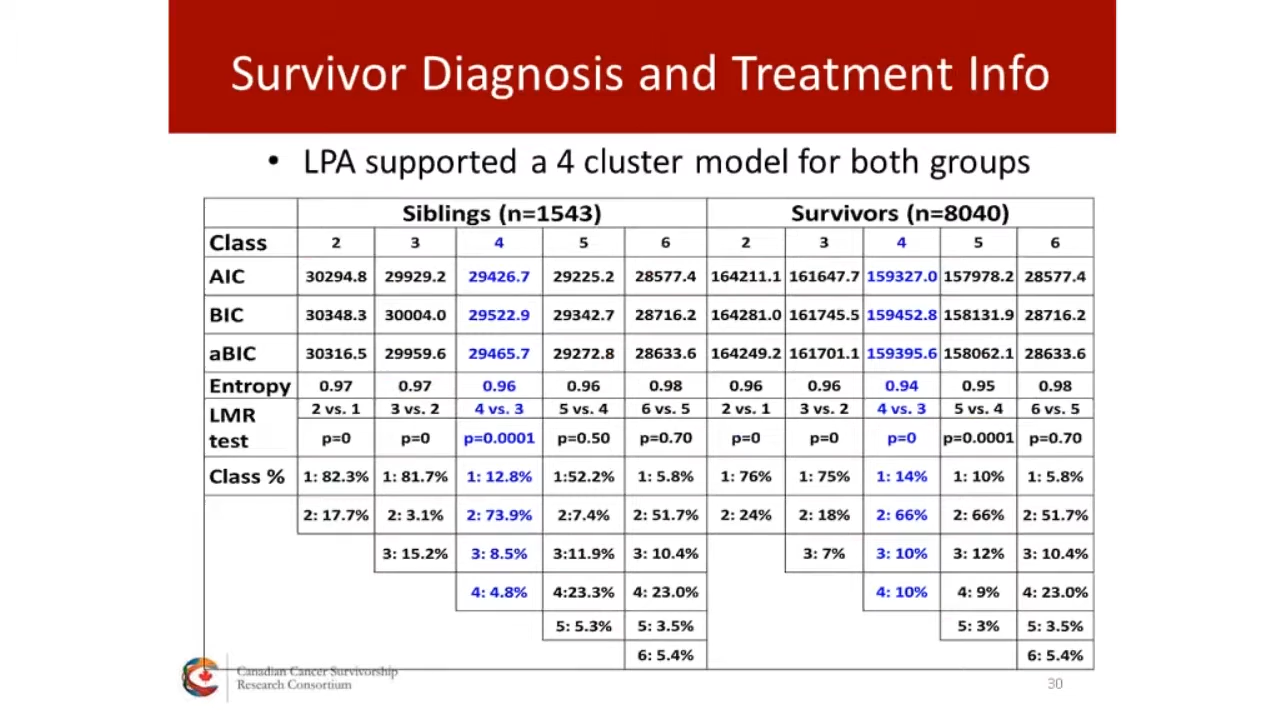 Survivor Diagnosis and Treatment Info
• LPA supported a 4 cluster model for both groups
Siblings (n=1543) Survivors (n=8040)
Class 2 3 4 5 6 2 3 4 5 6
AIC 30294.8 29929.2 29426.7 29225.2 28577.4 164211.1 161647.7 159327.0 157978.2 28577.4
BIC 30348.3 30004.0 29522.9 29342.7 28716.2 164281.0 161745.5 159452.8 158131.9 28716.2
aBIC 30316.5 29959.6 29465.7 29272.8 28633.6 164249.2 161701.1 159395.6 158062.1 28633.6
Entropy 0.97 0.97 0.96 0.96 0.98 0.96 0.96 0.94 0.95 0.98
LMR test 2 vs. 1 3 vs. 2 4 vs. 3 5 vs. 4 6 vs. 5 2 vs. 1 3 vs. 2 4 vs. 3 5 vs. 4 6 vs. 5
p=0 p=0 p=0.0001 p=0.50 p=0.70 p=0 p=0 p=0 p=0.0001 p=0.70
Class % 1: 82.3% 1: 81.7% 1: 12.8% 1:52.2% 1: 5.8% 1: 76% 1: 75% 1: 14% 1: 10% 1: 5.8%
2: 17.7% 2: 3.1% 2: 73.9% 2:7.4% 2: 51.7% 2: 24% 2: 18% 2: 66% 2: 66% 2: 51.7%
3: 15.2% 3: 8.5% 3:11.9% 3: 10.4% 3: 7% 3: 10% 3: 12% 3: 10.4%
4: 4.8% 4:23.3% 4: 23.0% 4: 10% 4: 9% 4: 23.0%
5: 5.3% 5: 3.5% 5: 3% 5: 3.5%
6: 5.4% 6: 5.4%
Canadian Cancer Survivorship
Research Consortium
30